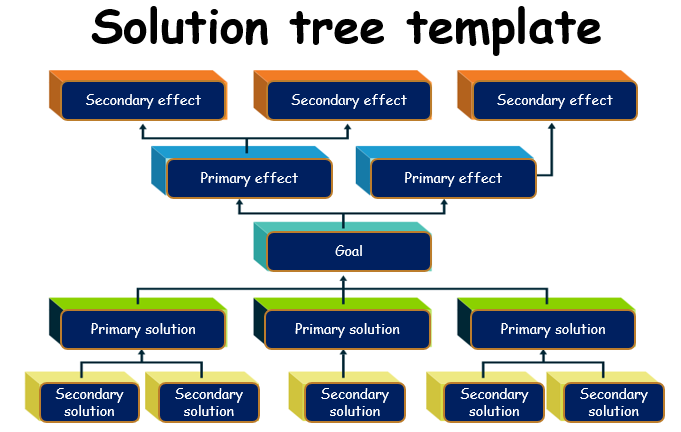 Solution tree template
Secondary effect
Secondary effect
Secondary effect
Primary effect
Primary effect
Goal
Primary solution
Primary solution
Primary solution
Secondary
solution
Secondary
solution
Secondary
solution
Secondary
solution
Secondary
solution